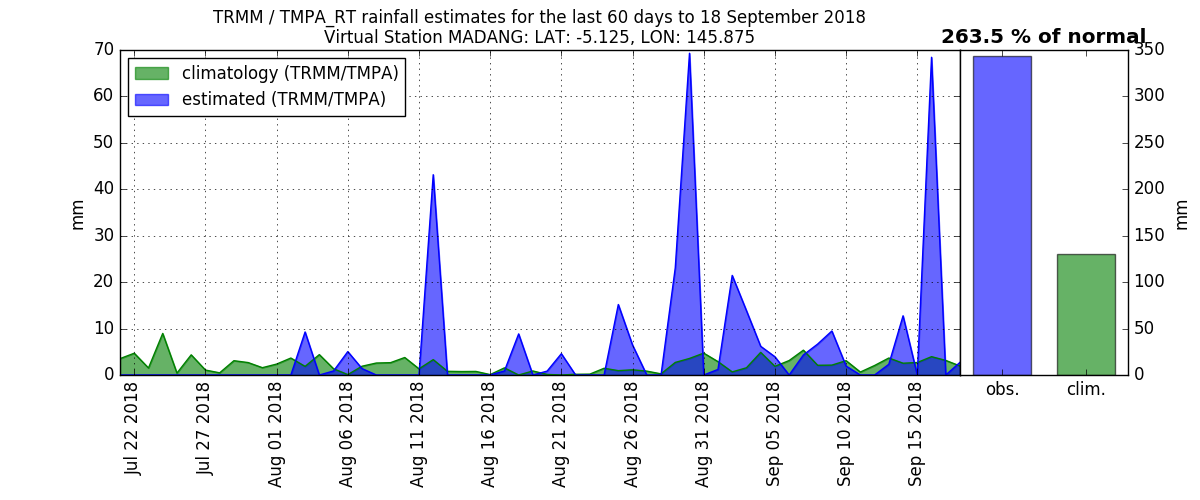 TRMM / TMPA_RT rainfall estimates for the last 60 days to 18 September 2018
Virtual Station MADANG: LAT: -5.125, LON: 145.875
263.5 % of normal
climatology (TRMM/TMPA)
estimated (TRMM/TMPA)
70
60
50
40
30
20
10
0
mm
Jul 22 2018
Jul 27 2018
Aug 01 2018
Aug 06 2018
Aug 11 2018
Aug 16 2018
Aug 21 2018
Aug 26 2018
Aug 31 2018
Sep 05 2018
Sep 10 2018
Sep 15 2018
obs.
clim.
350
300
250
200
150
100
50
0
mm